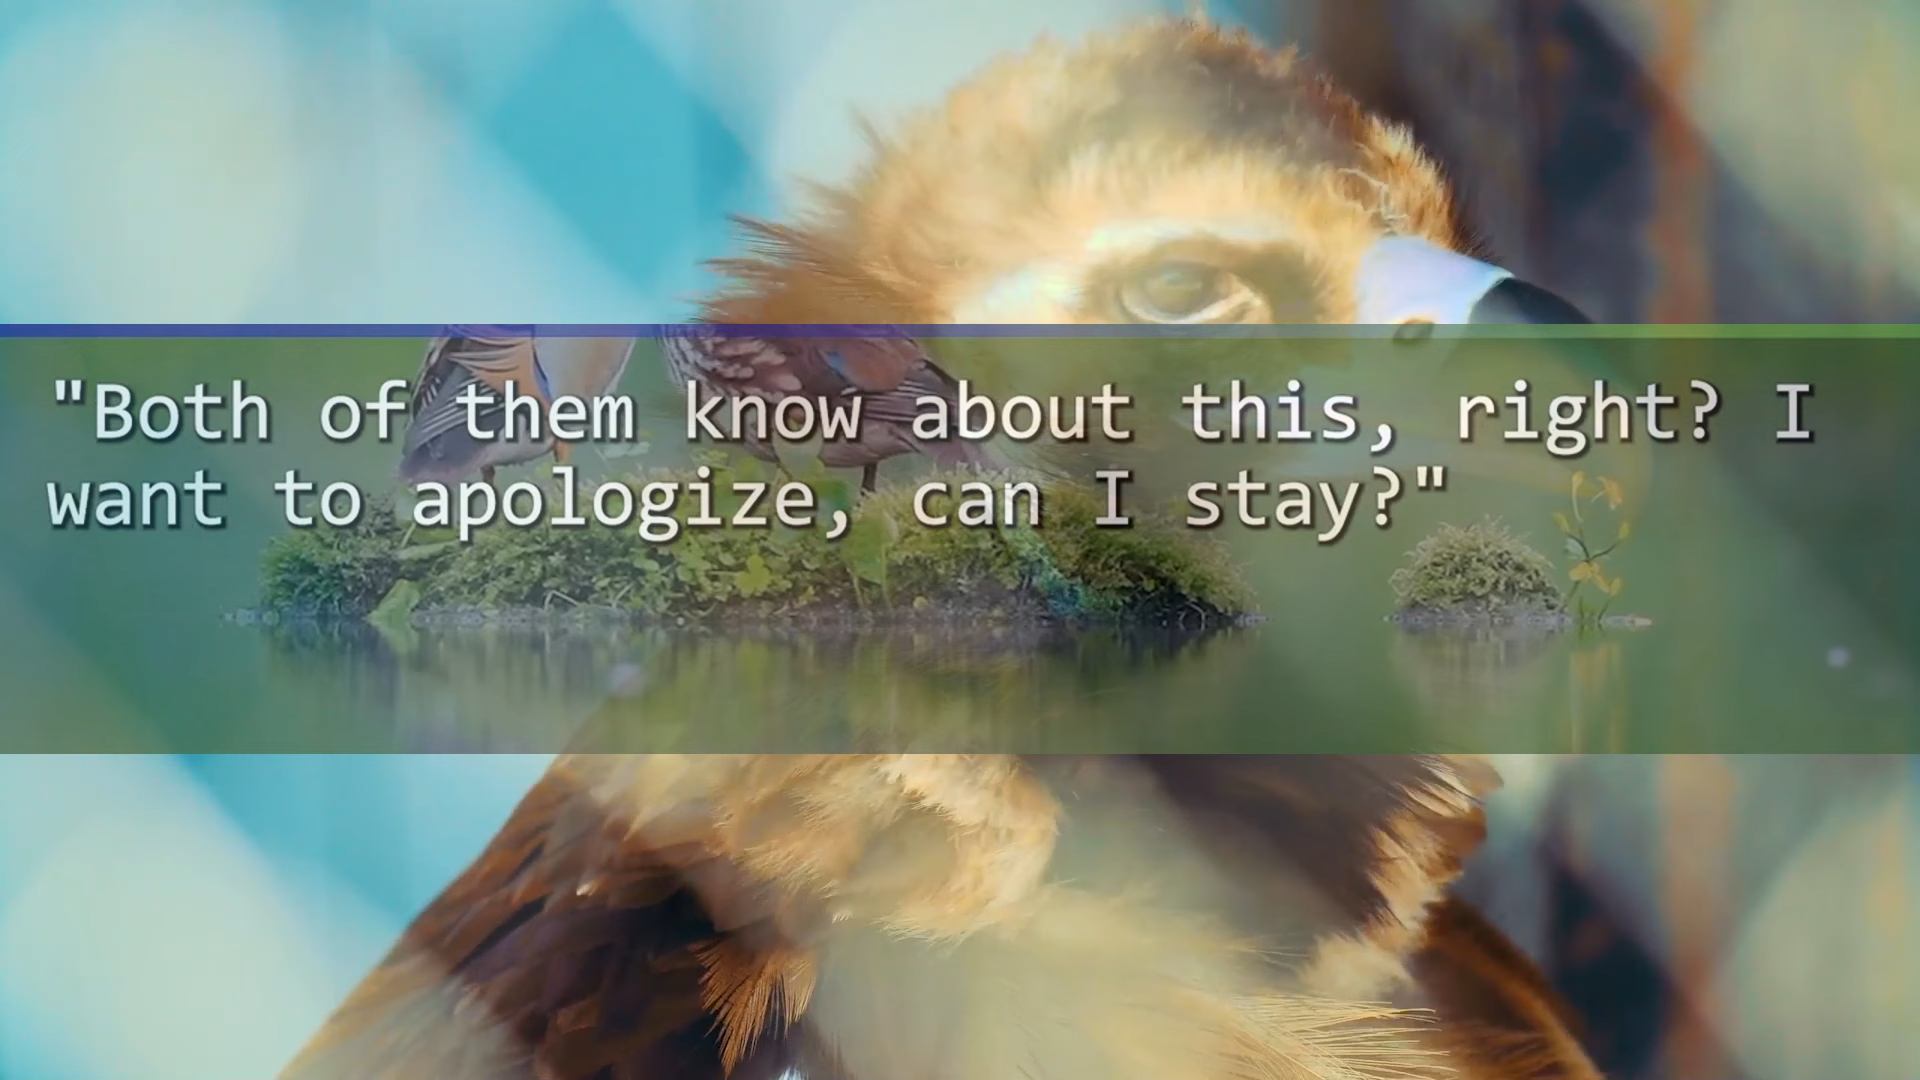 "Both of them know about this, right? I
want to apologize, can I stay?"